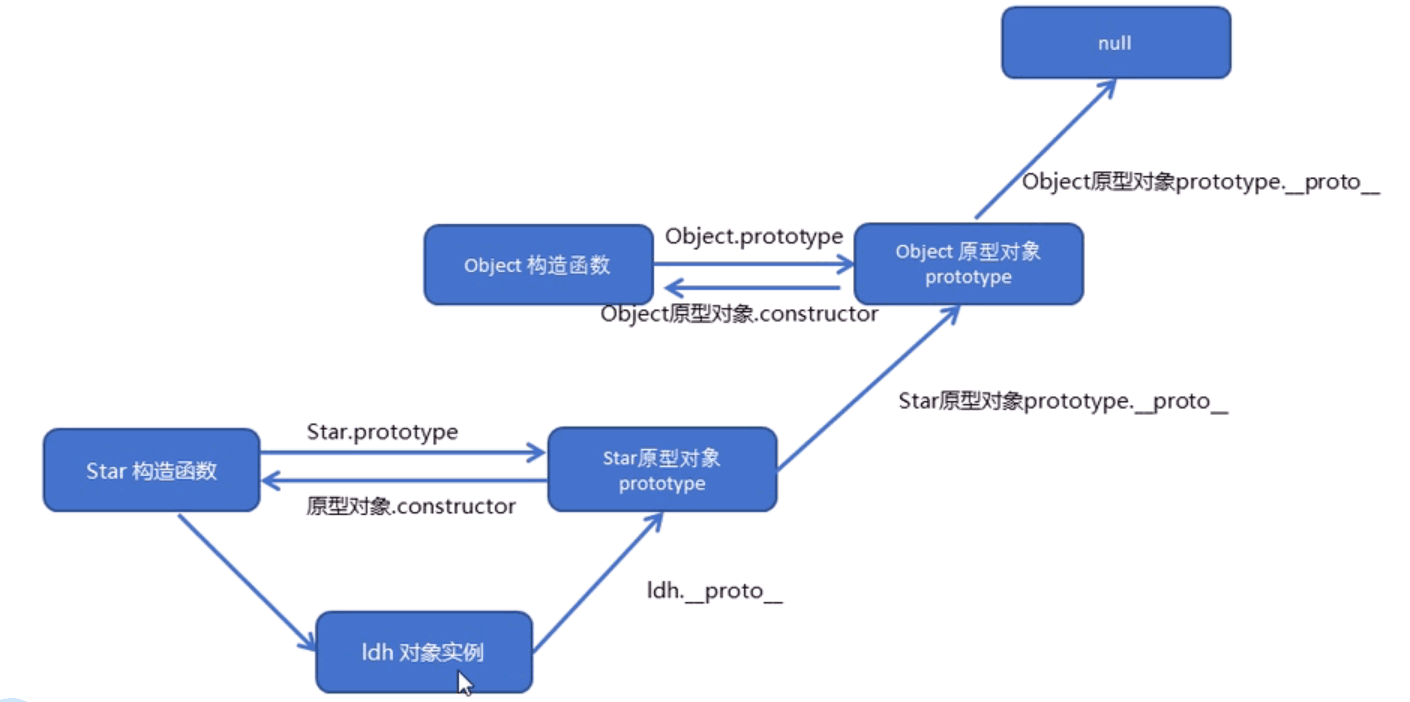 null
Object原型对象prototype.__proto__
Object.prototype
Object 构造函数
Object 原型对象
prototype
Object原型对象.constructor
Star原型对象prototype.__proto__
Star.prototype
Star 构造函数
Star原型对象
prototype
原型对象.constructor
ldh.__proto__
ldh 对象实例